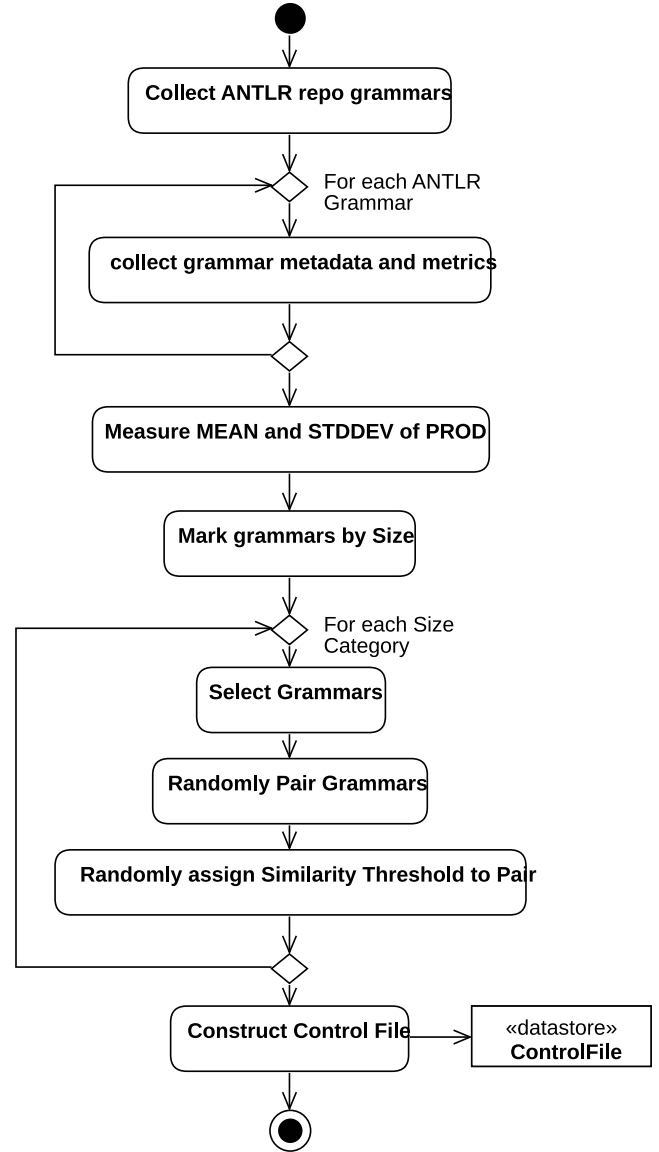 Collect ANTLR repo grammars
For each ANTLR
Grammar
collect grammar metadata and metrics
Measure MEAN and STDDEV of PROD
Mark grammars by Size
For each Size
Category
Select Grammars
Randomly Pair Grammars
Randomly assign Similarity Threshold to Pair
Construct Control File
«datastore»
ControlFile